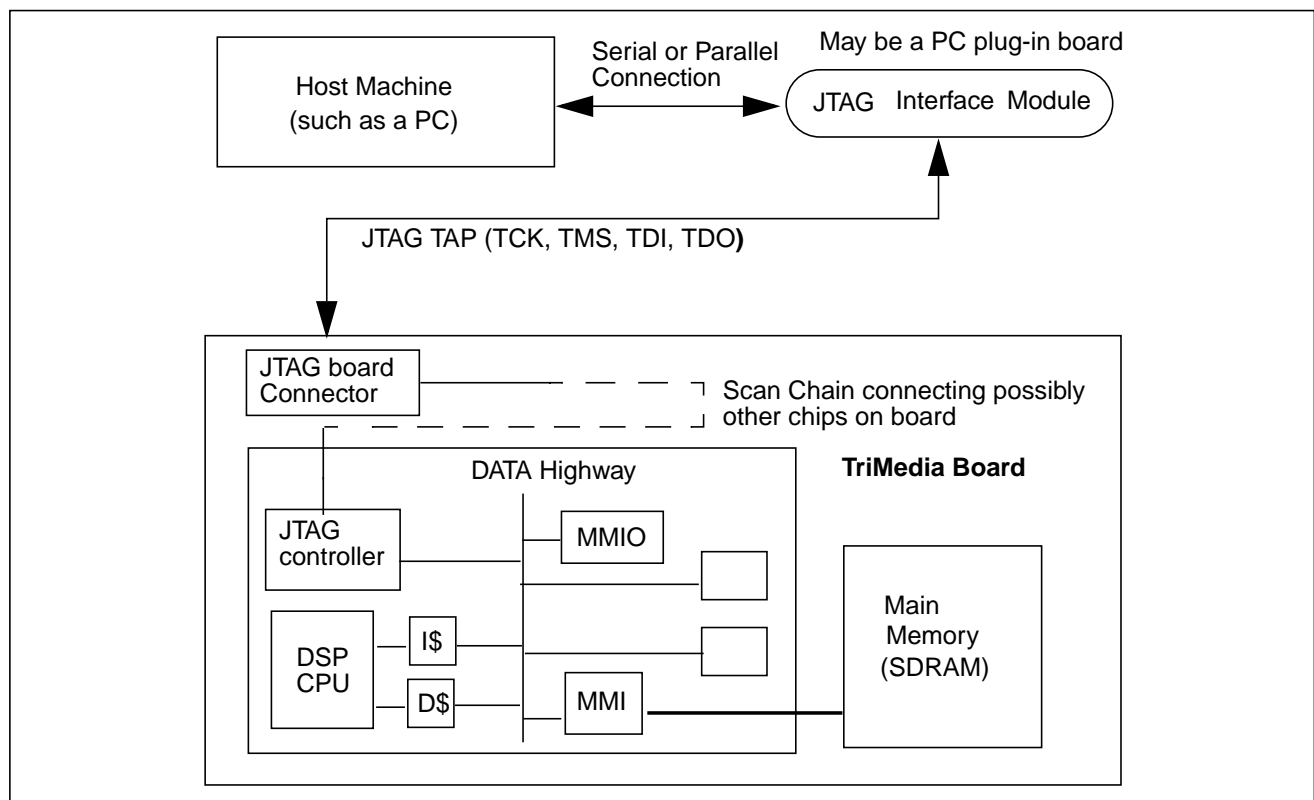 May be a PC plug-in board
Serial or Parallel
Connection
Host Machine
(such as a PC)
JTAG Interface Module
JTAG TAP (TCK, TMS, TDI, TDO)
JTAG board
Connector
Scan Chain connecting possibly
other chips on board
DATA Highway
TriMedia Board
JTAG
controller
MMIO
DSP
CPU
I$
D$
MMI
Main
Memory
(SDRAM)